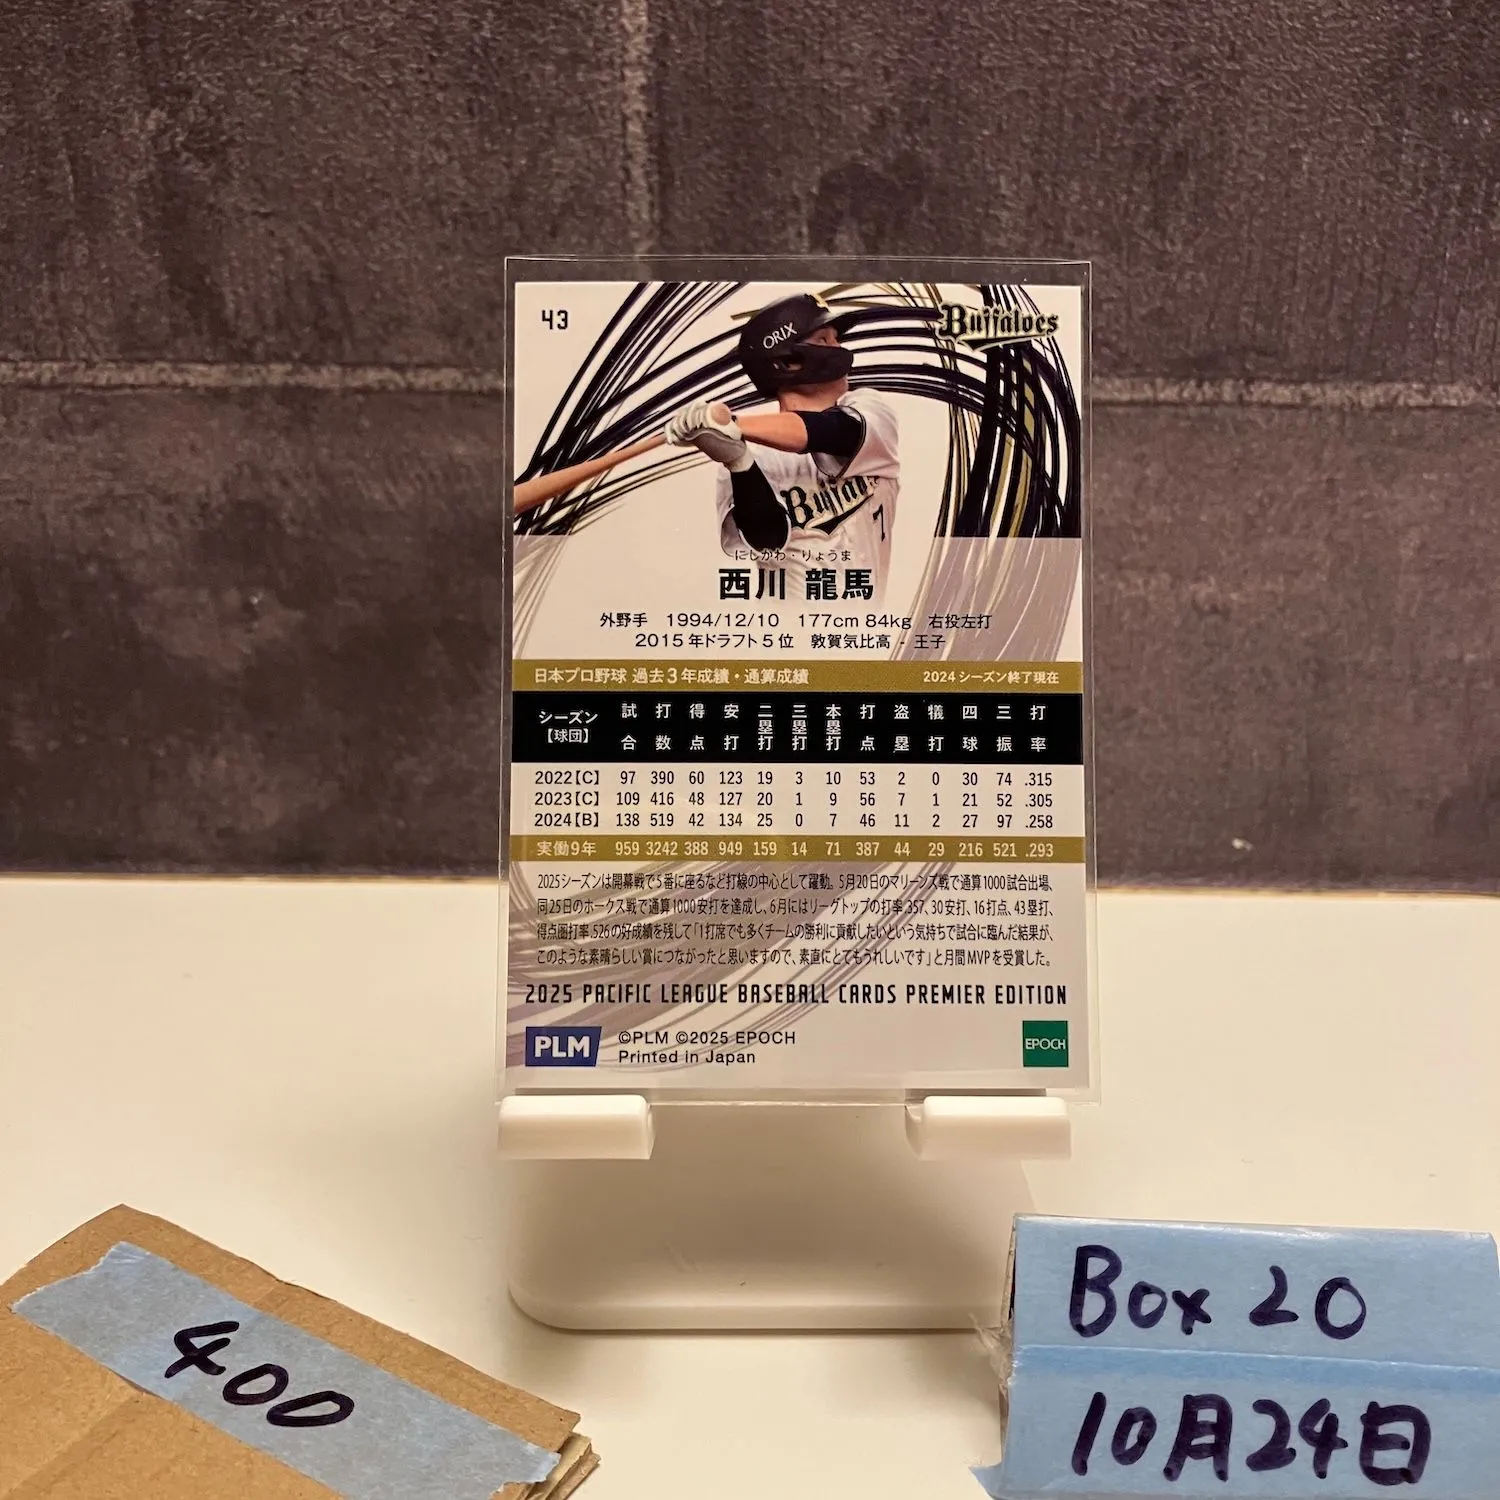 43
Buffaloes
ORIX
Buffaloes
7
にしかわ・りょうま
西川 龍馬
外野手 1994/12/10 177cm 84kg 右投左打
2015年ドラフト5位 敦賀気比高 - 王子
日本プロ野球 過去3年成績・通算成績 2024シーズン終了現在
シーズン【球団】 試合 打数 得点 安打 二塁打 三塁打 本塁打 打点 盗塁 犠打 四球 三振 打率
2022【C】 97 390 60 123 19 3 10 53 2 0 30 74 .315
2023【C】 109 416 48 127 20 1 9 56 7 1 21 52 .305
2024【B】 138 519 42 134 25 0 7 46 11 2 27 97 .258
実働9年 959 3242 388 949 159 14 71 387 44 29 216 521 .293
2025シーズンは開幕戦で5番に座るなど打線の中心として躍動。5月20日のマリーンズ戦で通算1000試合出場、
同25日のホークス戦で通算1000安打を達成し、6月にはリーグトップの打率.357、30安打、16打点、43塁打、
得点圏打率.526の好成績を残して「1打席でも多くチームの勝利に貢献したいという気持ちで試合に臨んだ結果が、
このような素晴らしい賞につながったと思いますので、素直にとてもうれしいです」と月間MVPを受賞した。
2025 PACIFIC LEAGUE BASEBALL CARDS PREMIER EDITION
PLM
©PLM ©2025 EPOCH
Printed in Japan
EPOCH
400
Box 20
10月24日